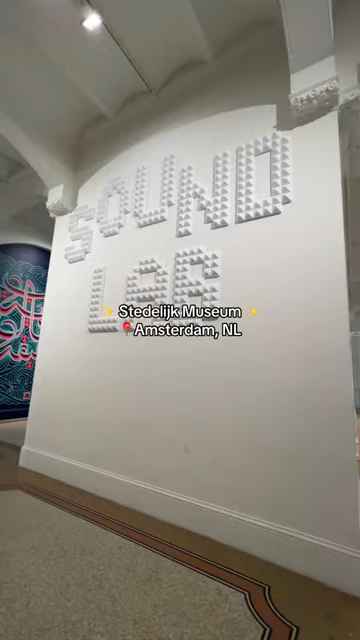 SOUND
LAB
✨ Stedelijk Museum ✨
📍Amsterdam, NL